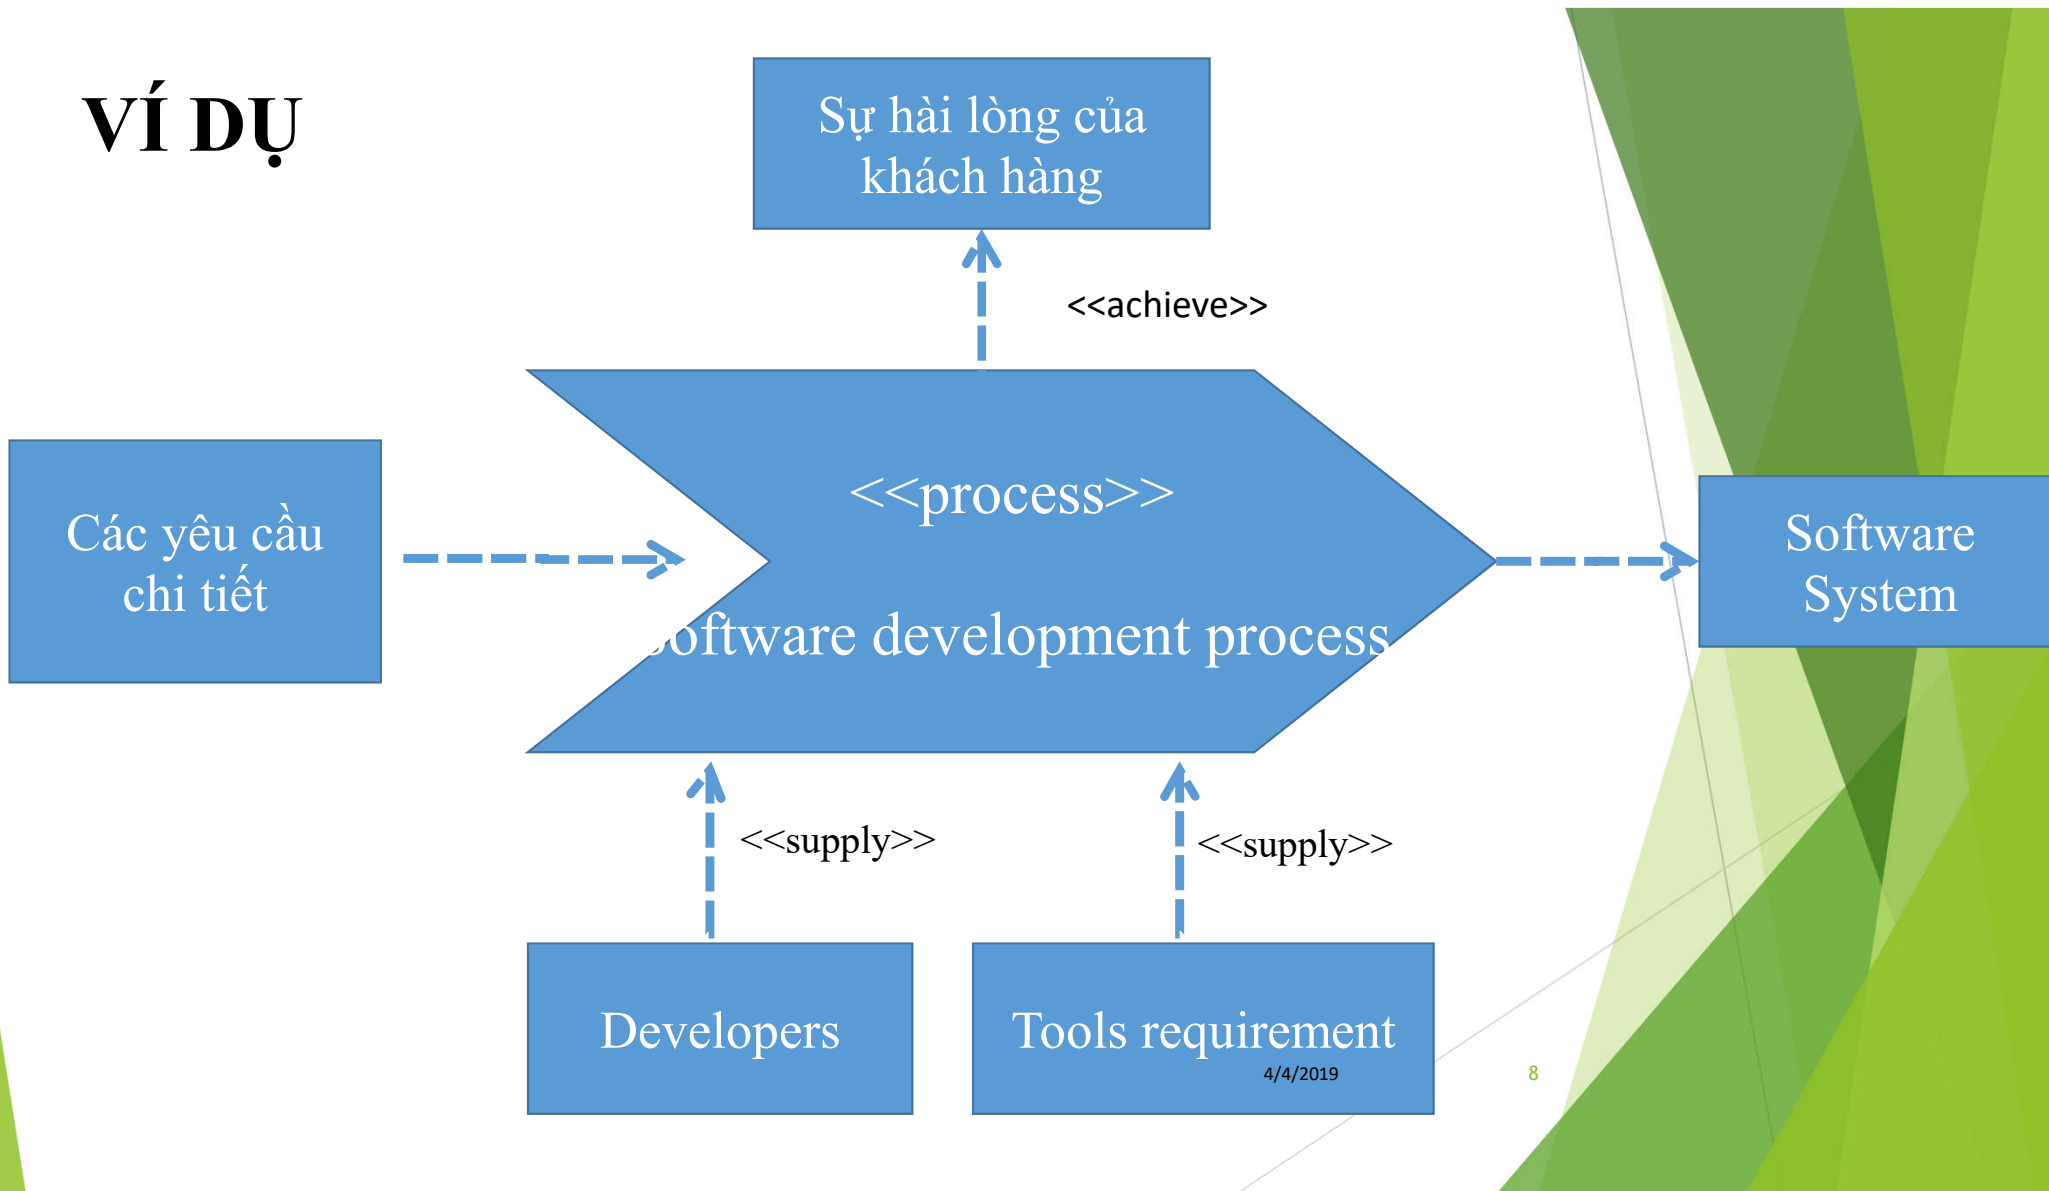 VÍ DỤ
Sự hài lòng của
khách hàng
<<achieve>>
Các yêu cầu
chi tiết
<<process>>
Software development process
Software
System
<<supply>>
<<supply>>
Developers
Tools requirement
4/4/2019
8